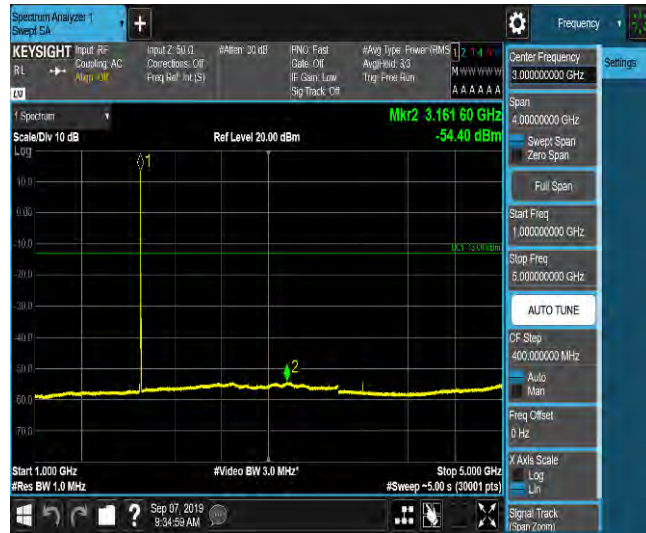 Spectrum Analyzer 1
Swept SA
Frequency
Settings
KEYSIGHT
RL
Input: RF
Coupling: AC
Align: Off
Input Z: 50 Ω
Corrections: Off
Freq Ref: Int (S)
#Atten: 30 dB
PNO: Fast
Gate: Off
IF Gain: Low
Sig Track: Off
#Avg Type: Power (RMS
Avg|Hold: 3/3
Trig: Free Run
1 2
M W W W W W
A A A A A A
1 Spectrum
Scale/Div 10 dB
Log
Ref Level 20.00 dBm
Mkr2 3.161 60 GHz
-54.40 dBm
1
10.0
0.00
-10.0
-20.0
-30.0
-40.0
-50.0
-60.0
-70.0
DL1 -13.00 dBm
2
Start 1.000 GHz
#Res BW 1.0 MHz
#Video BW 3.0 MHz*
Stop 5.000 GHz
#Sweep ~5.00 s (30001 pts)
Center Frequency
3.000000000 GHz
Span
4.00000000 GHz
Swept Span
Zero Span
Full Span
Start Freq
1.000000000 GHz
Stop Freq
5.000000000 GHz
AUTO TUNE
CF Step
400.000000 MHz
Auto
Man
Freq Offset
0 Hz
X Axis Scale
Log
Lin
Signal Track
(Span Zoom)
?
Sep 07, 2019
9:34:59 AM